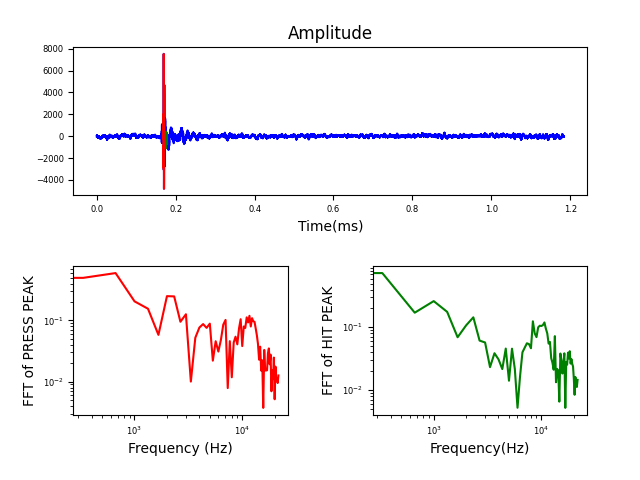 Amplitude
8000
6000
4000
2000
0
−2000
−4000
0.0 0.2 0.4 0.6 0.8 1.0 1.2
Time(ms)
FFT of PRESS PEAK
10⁻¹
10⁻²
10³ 10⁴
Frequency (Hz)
FFT of HIT PEAK
10⁻¹
10⁻²
10³ 10⁴
Frequency(Hz)